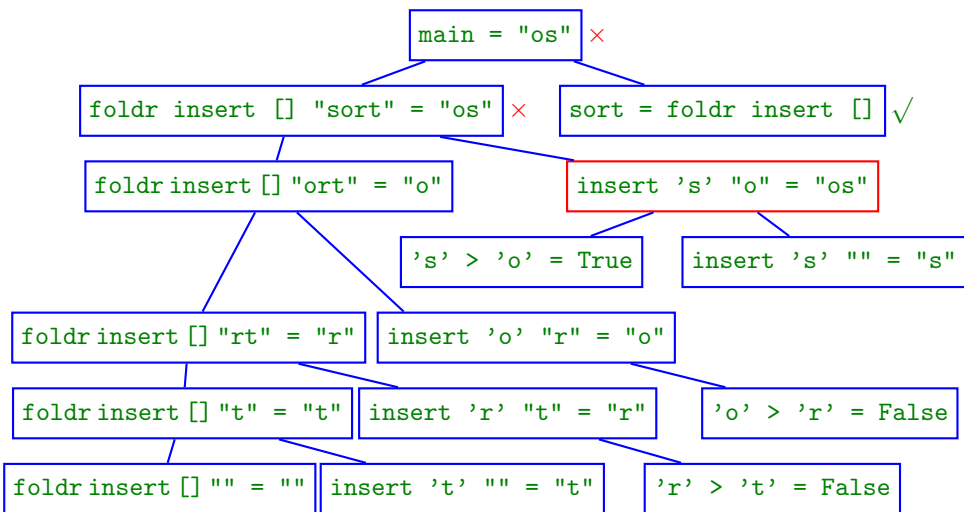 main = "os" ×
foldr insert [] "sort" = "os" × sort = foldr insert [] √
foldr insert [] "ort" = "o" insert 's' "o" = "os"
's' > 'o' = True insert 's' "" = "s"
foldr insert [] "rt" = "r" insert 'o' "r" = "o"
foldr insert [] "t" = "t" insert 'r' "t" = "r" 'o' > 'r' = False
foldr insert [] "" = "" insert 't' "" = "t" 'r' > 't' = False